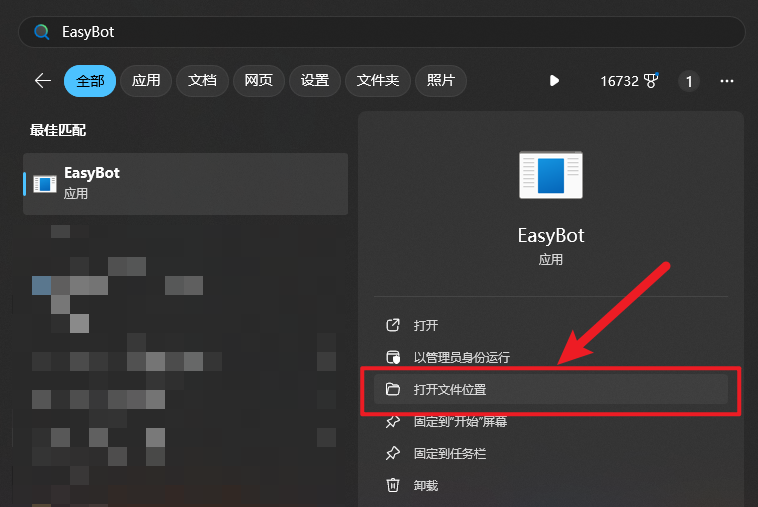 EasyBot
全部 应用 文档 网页 设置 文件夹 照片 16732 1
最佳匹配
EasyBot
应用
EasyBot
应用
打开
以管理员身份运行
打开文件位置
固定到“开始”屏幕
固定到任务栏
卸载